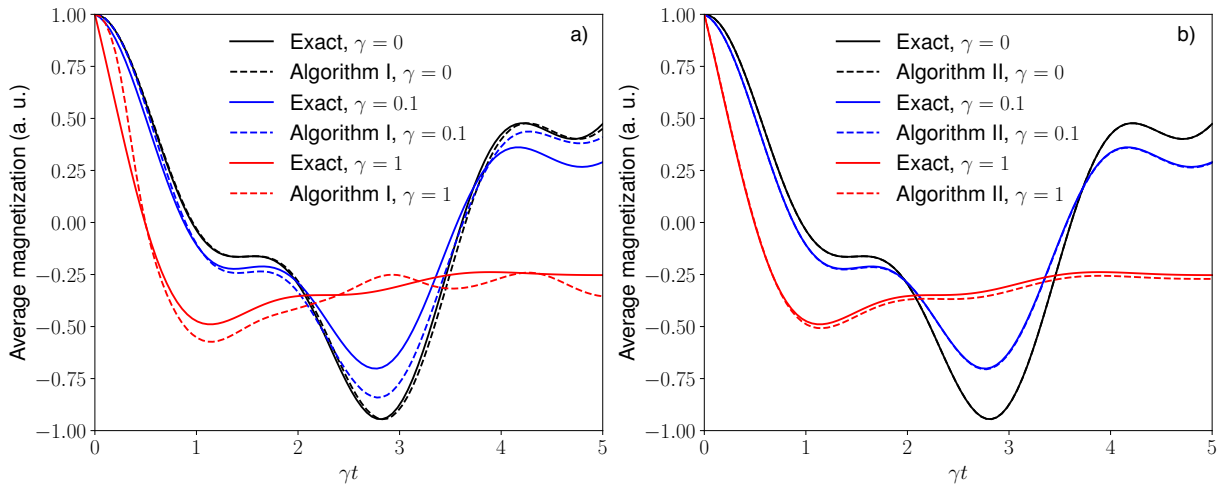 a)
Exact, γ = 0
Algorithm I, γ = 0
Exact, γ = 0.1
Algorithm I, γ = 0.1
Exact, γ = 1
Algorithm I, γ = 1
Average magnetization (a. u.)
1.00
0.75
0.50
0.25
0.00
−0.25
−0.50
−0.75
−1.00
0
1
2
3
4
5
γt
b)
Exact, γ = 0
Algorithm II, γ = 0
Exact, γ = 0.1
Algorithm II, γ = 0.1
Exact, γ = 1
Algorithm II, γ = 1
Average magnetization (a. u.)
1.00
0.75
0.50
0.25
0.00
−0.25
−0.50
−0.75
−1.00
0
1
2
3
4
5
γt